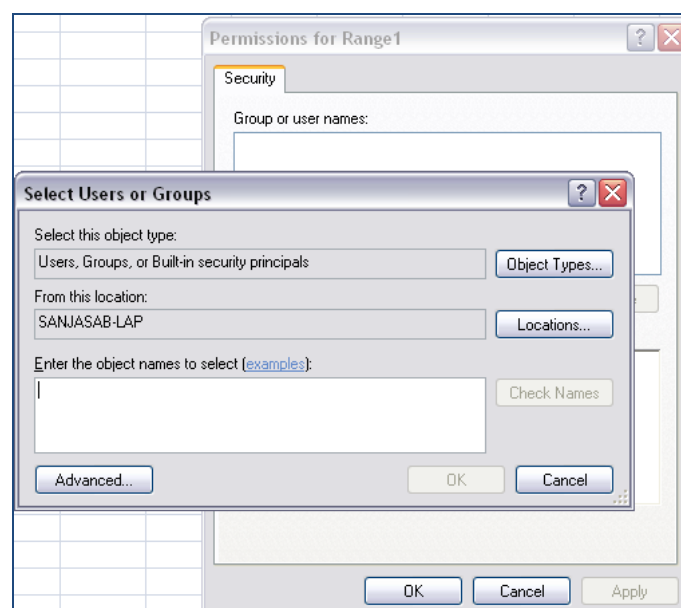 Permissions for Range1
Security
Group or user names:
Select Users or Groups
Select this object type:
Users, Groups, or Built-in security principals
Object Types...
From this location:
SANJASAB-LAP
Locations...
Enter the object names to select (examples):
Check Names
Advanced...
OK
Cancel
OK
Cancel
Apply